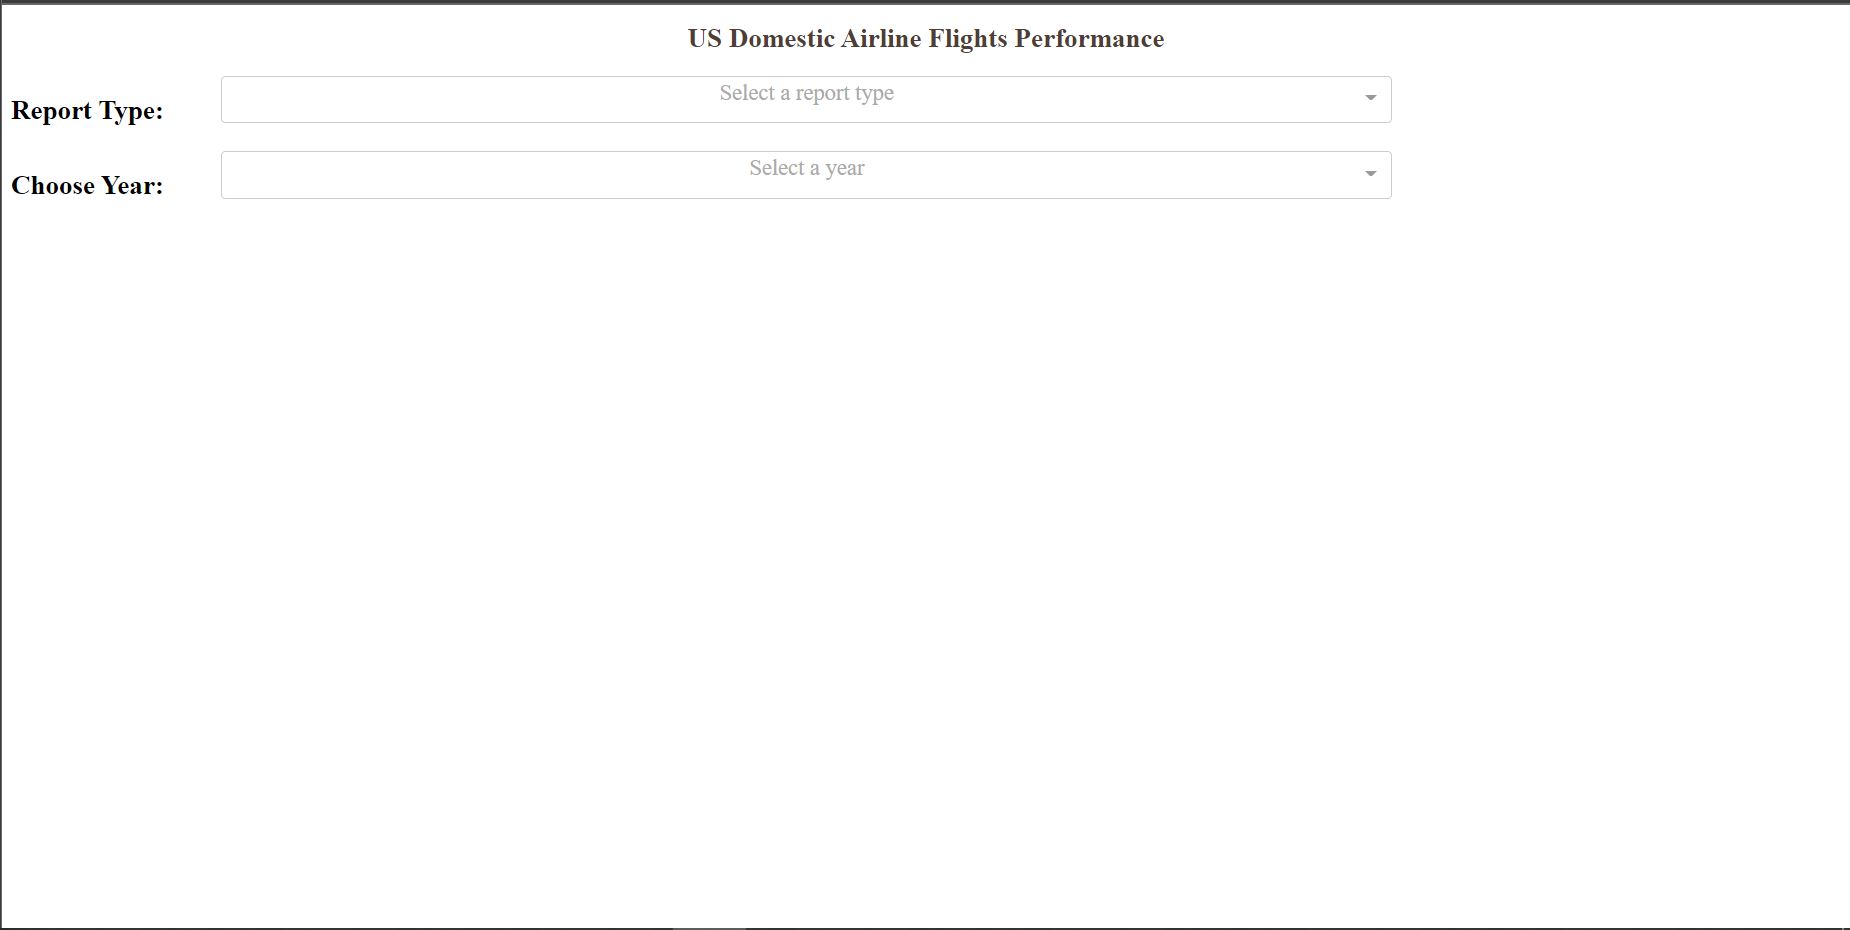 US Domestic Airline Flights Performance
Report Type:
Select a report type
Choose Year:
Select a year